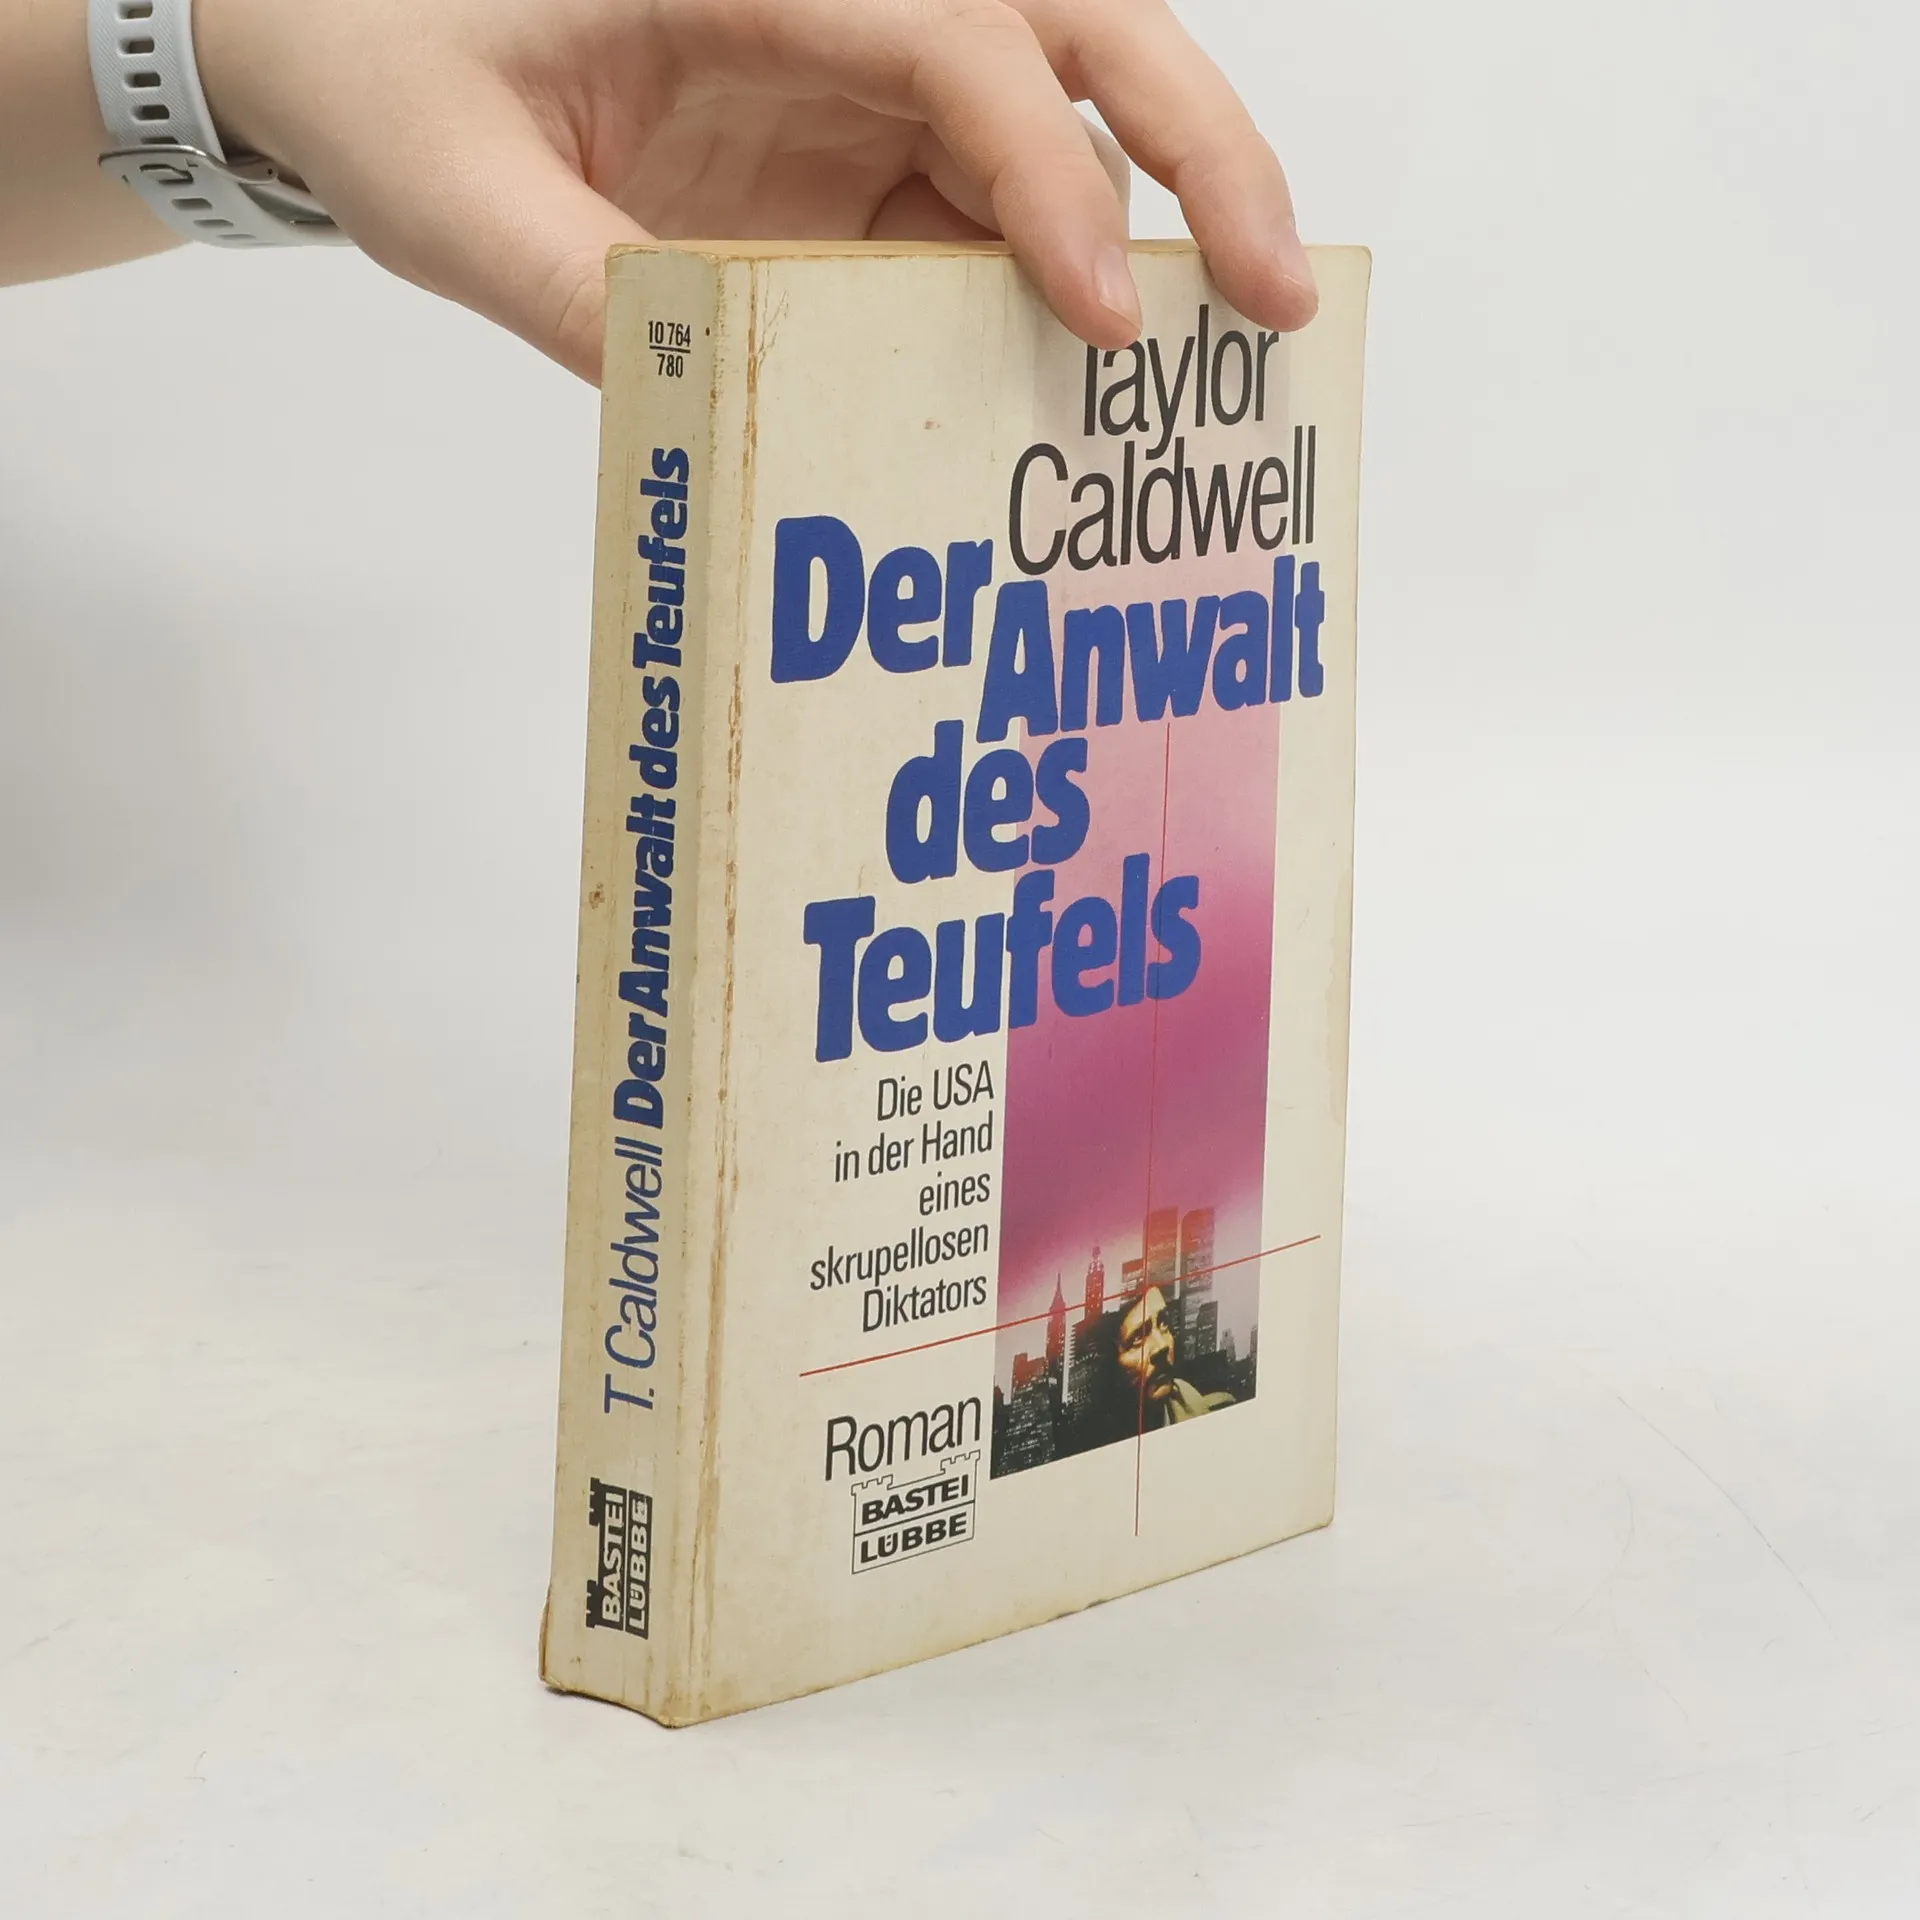 10 764
780
T. Caldwell Der Anwalt des Teufels
BASTEI
LÜBBE
Taylor
Caldwell
Der Anwalt
des
Teufels
Die USA
in der Hand
eines
skrupellosen
Diktators
Roman
BASTEI
LÜBBE